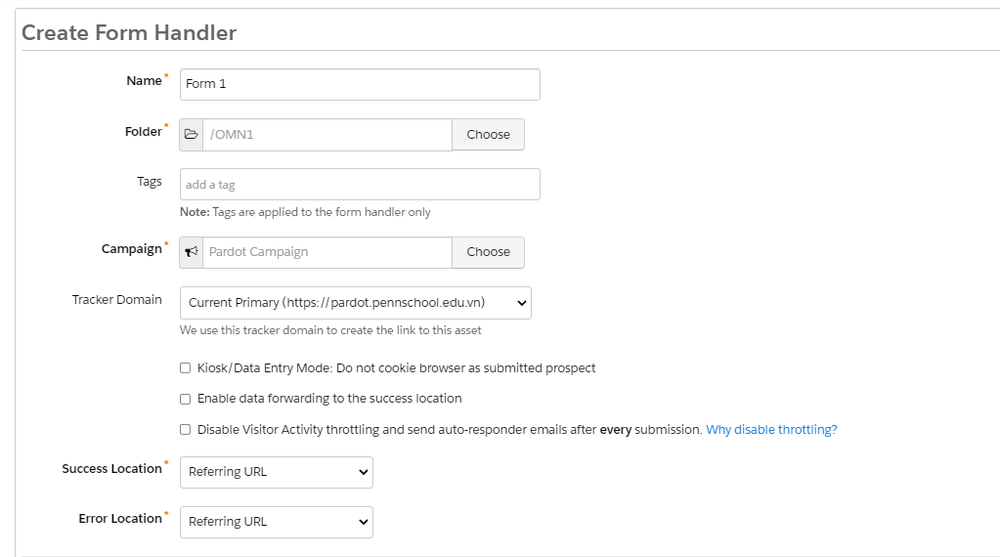 Create Form Handler
Name*
Form 1
Folder*
/OMN1
Choose
Tags
add a tag
Note: Tags are applied to the form handler only
Campaign*
Pardot Campaign
Choose
Tracker Domain
Current Primary (https://pardot.pennschool.edu.vn)
We use this tracker domain to create the link to this asset
Kiosk/Data Entry Mode: Do not cookie browser as submitted prospect
Enable data forwarding to the success location
Disable Visitor Activity throttling and send auto-responder emails after every submission. Why disable throttling?
Success Location*
Referring URL
Error Location*
Referring URL